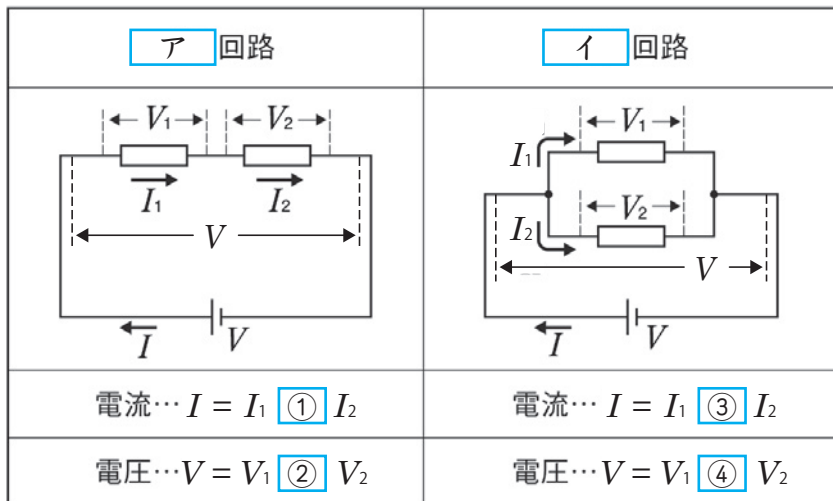 ア 回路
イ 回路
V₁ V₂
I₁ I₂
V
I V
V₁
I₁
V₂
I₂
V
I V
電流… I = I₁ ① I₂
電流… I = I₁ ③ I₂
電圧…V = V₁ ② V₂
電圧…V = V₁ ④ V₂